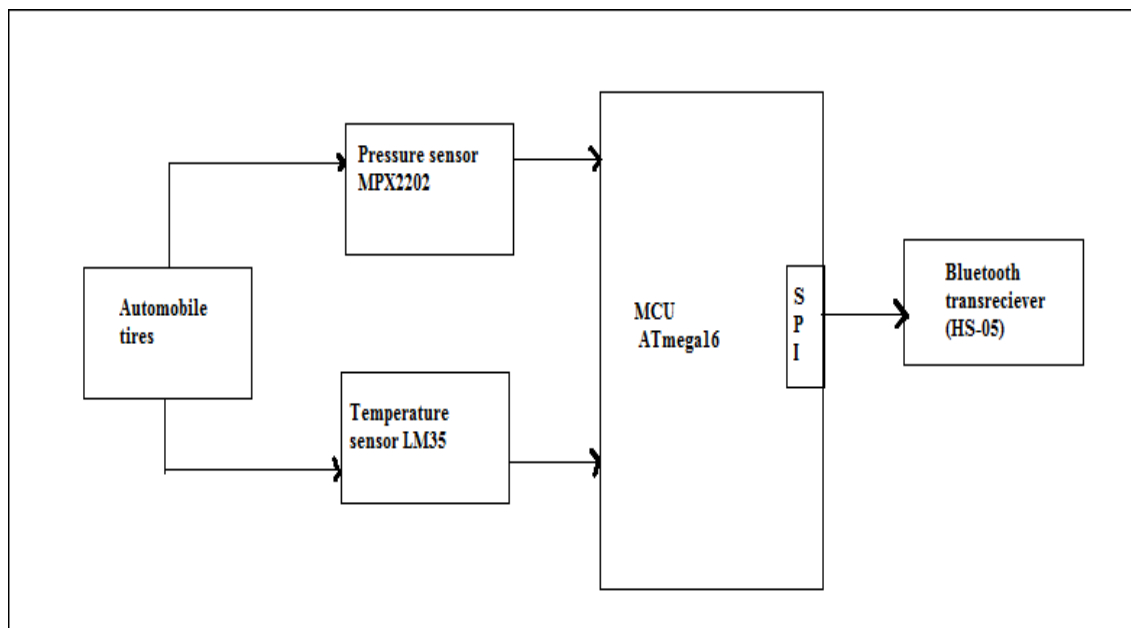 Automobile
tires
Pressure sensor
MPX2202
Temperature
sensor LM35
MCU
ATmega16
S
P
I
Bluetooth
transreciever
(HS-05)